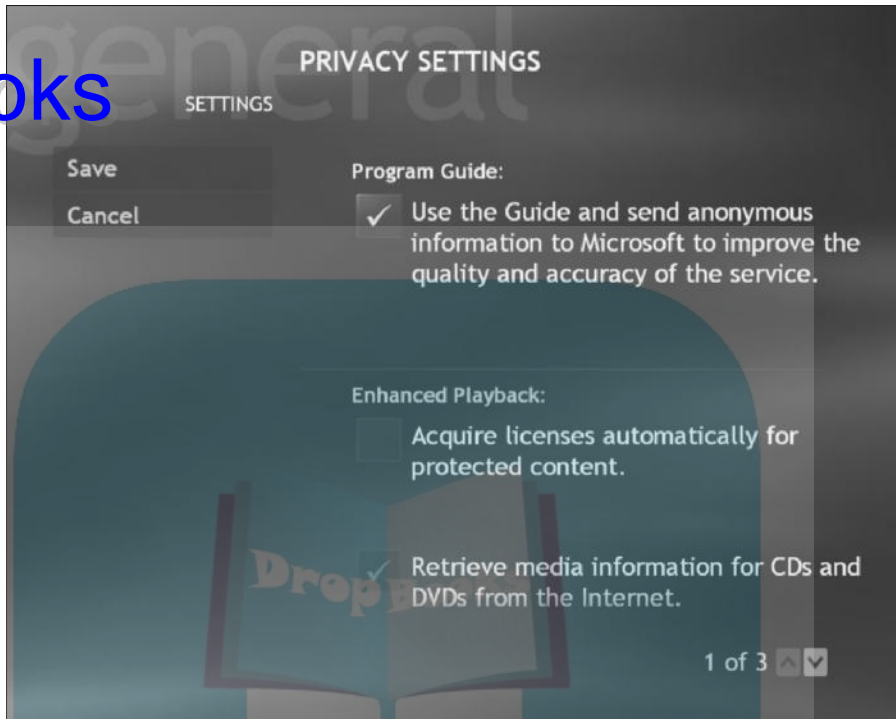 general
PRIVACY SETTINGS
oks
SETTINGS
Save
Cancel
Program Guide:
Use the Guide and send anonymous
information to Microsoft to improve the
quality and accuracy of the service.
Enhanced Playback:
Acquire licenses automatically for
protected content.
Retrieve media information for CDs and
DVDs from the Internet.
DropBooks
1 of 3